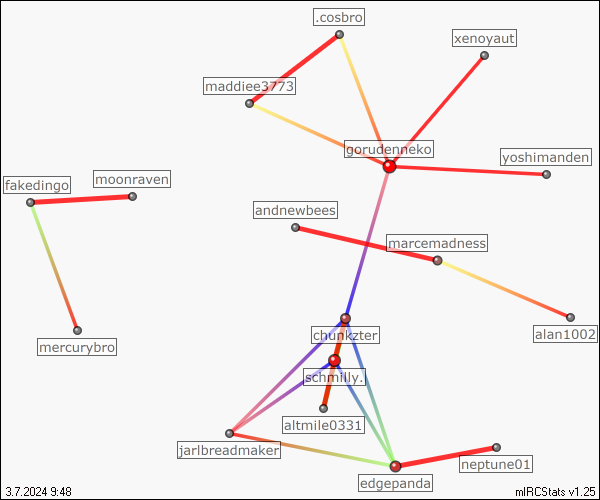 .cosbro
xenoyaut
maddiee3773
gorudenneko
yoshimanden
moonraven
fakedingo
andnewbees
marcemadness
chunkzter
alan1002
mercurybro
schmilly.
altmile0331
jarlbreadmaker
neptune01
edgepanda
3.7.2024 9:48
mIRCStats v1.25